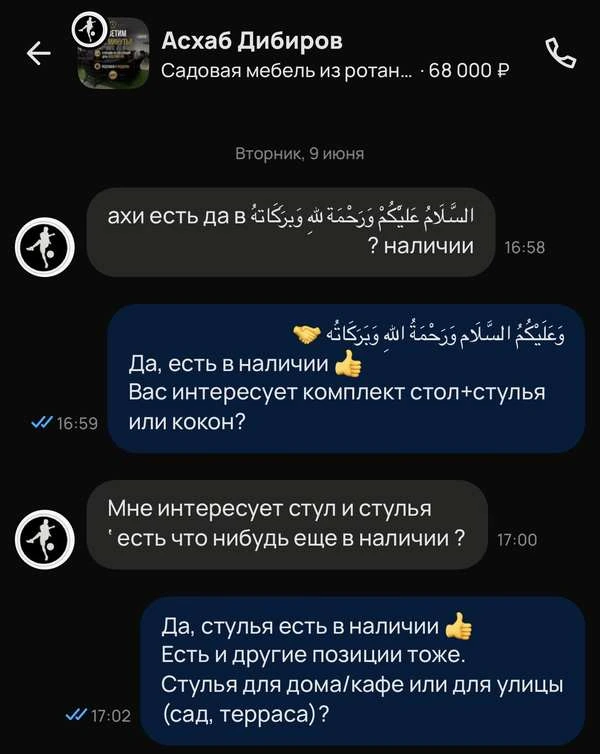 Асхаб Дибиров
Садовая мебель из ротан... · 68 000 ₽
Вторник, 9 июня
السَّلَامُ عَلَيْكُمْ وَرَحْمَة للهِ وَبَرَكَاتهُ ахи есть да в
наличии ?
16:58
وَعَلَيْكُمُ السَّلَام وَرَحْمَةُ اللهِ وَبَرَكَاتُه 🤝
Да, есть в наличии 👍
Вас интересует комплект стол+стулья
или кокон?
16:59
Мне интересует стул и стулья
‘ есть что нибудь еще в наличии ?
17:00
Да, стулья есть в наличии 👍
Есть и другие позиции тоже.
Стулья для дома/кафе или для улицы
(сад, терраса)?
17:02